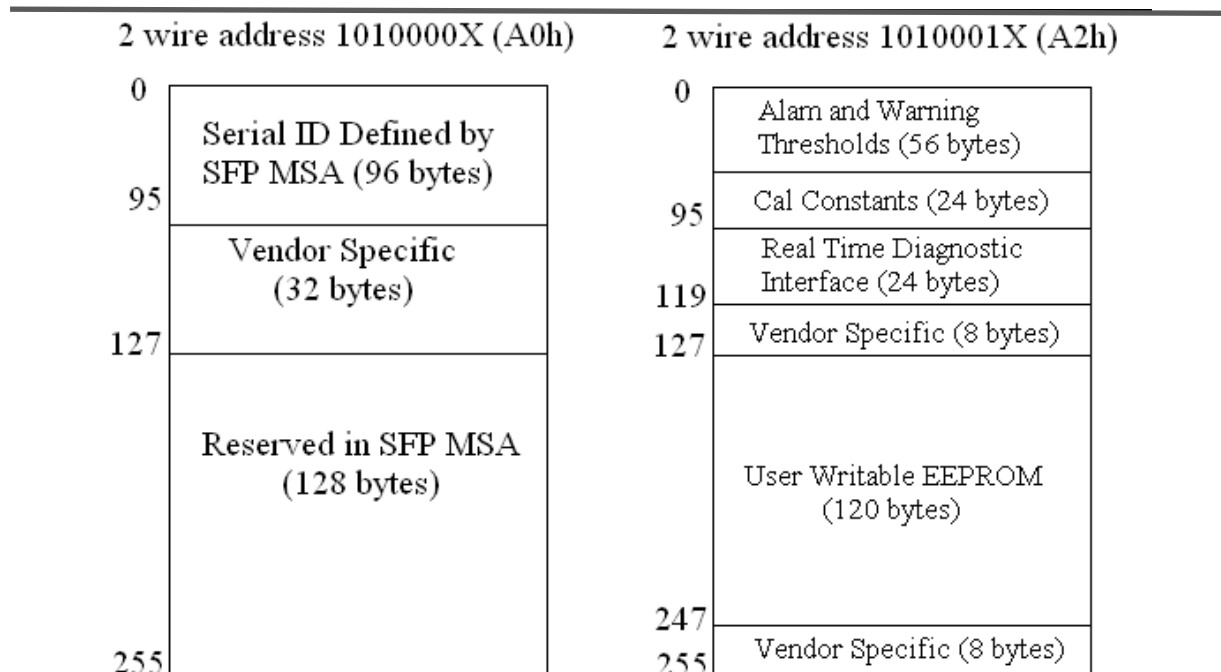 2 wire address 1010000X (A0h)
0
Serial ID Defined by
SFP MSA (96 bytes)
95
Vendor Specific
(32 bytes)
127
Reserved in SFP MSA
(128 bytes)
255
2 wire address 1010001X (A2h)
0
Alam and Warning
Thresholds (56 bytes)
Cal Constants (24 bytes)
95
Real Time Diagnostic
Interface (24 bytes)
119
Vendor Specific (8 bytes)
127
User Writable EEPROM
(120 bytes)
247
Vendor Specific (8 bytes)
255